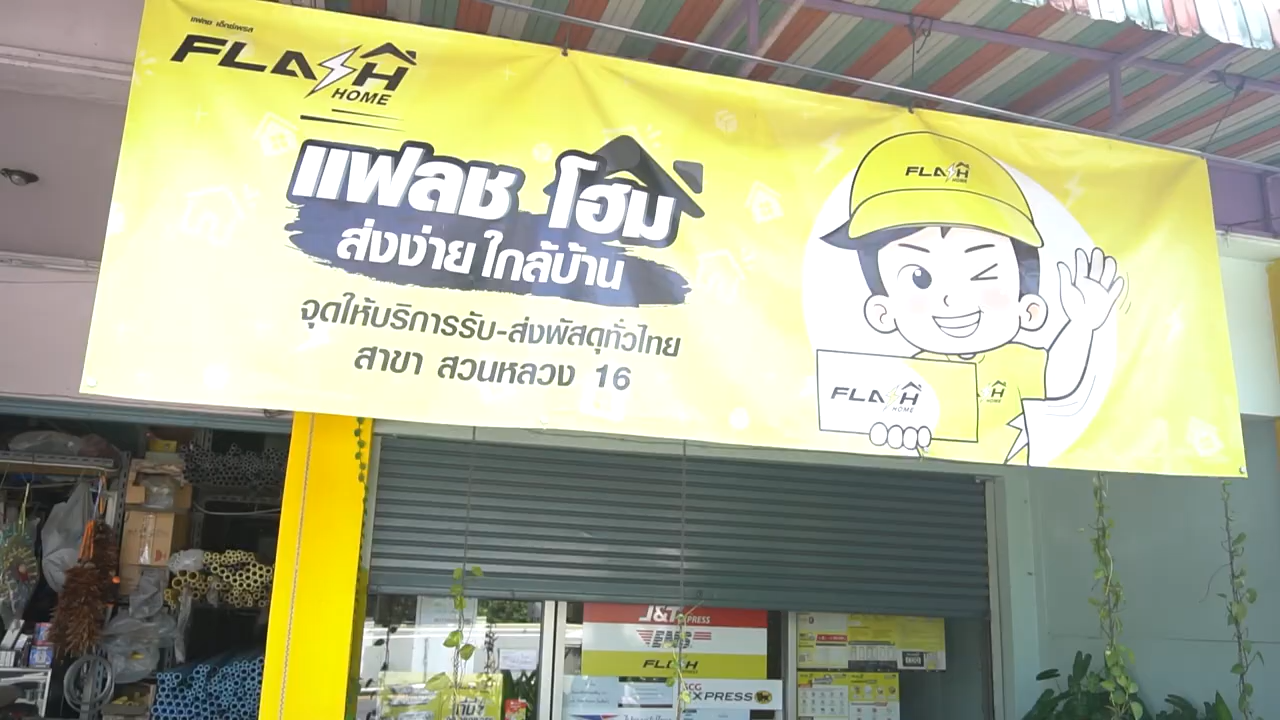 แฟลช เอ็กซ์เพรส
FLASH
HOME
แฟลช โฮม
ส่งง่าย ใกล้บ้าน
จุดให้บริการรับ-ส่งพัสดุทั่วไทย
สาขา สวนหลวง 16
FLASH
HOME
FLASH
HOME
J&T EXPRESS
EMS
FLASH
SCG
EXPRESS